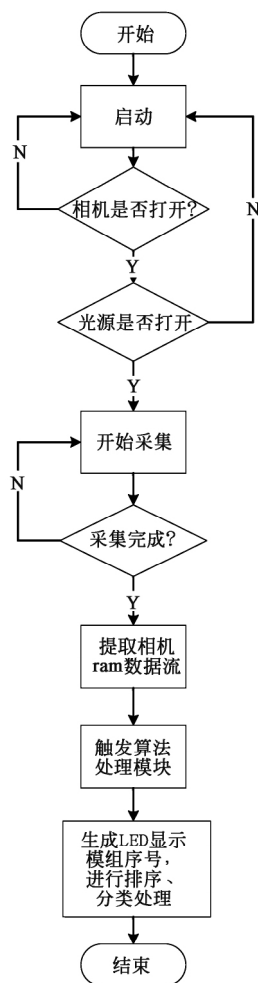 开始
启动
N
相机是否打开?
N
Y
光源是否打开
Y
开始采集
N
采集完成?
Y
提取相机
ram数据流
触发算法
处理模块
生成LED显示
模组序号,
进行排序、
分类处理
结束